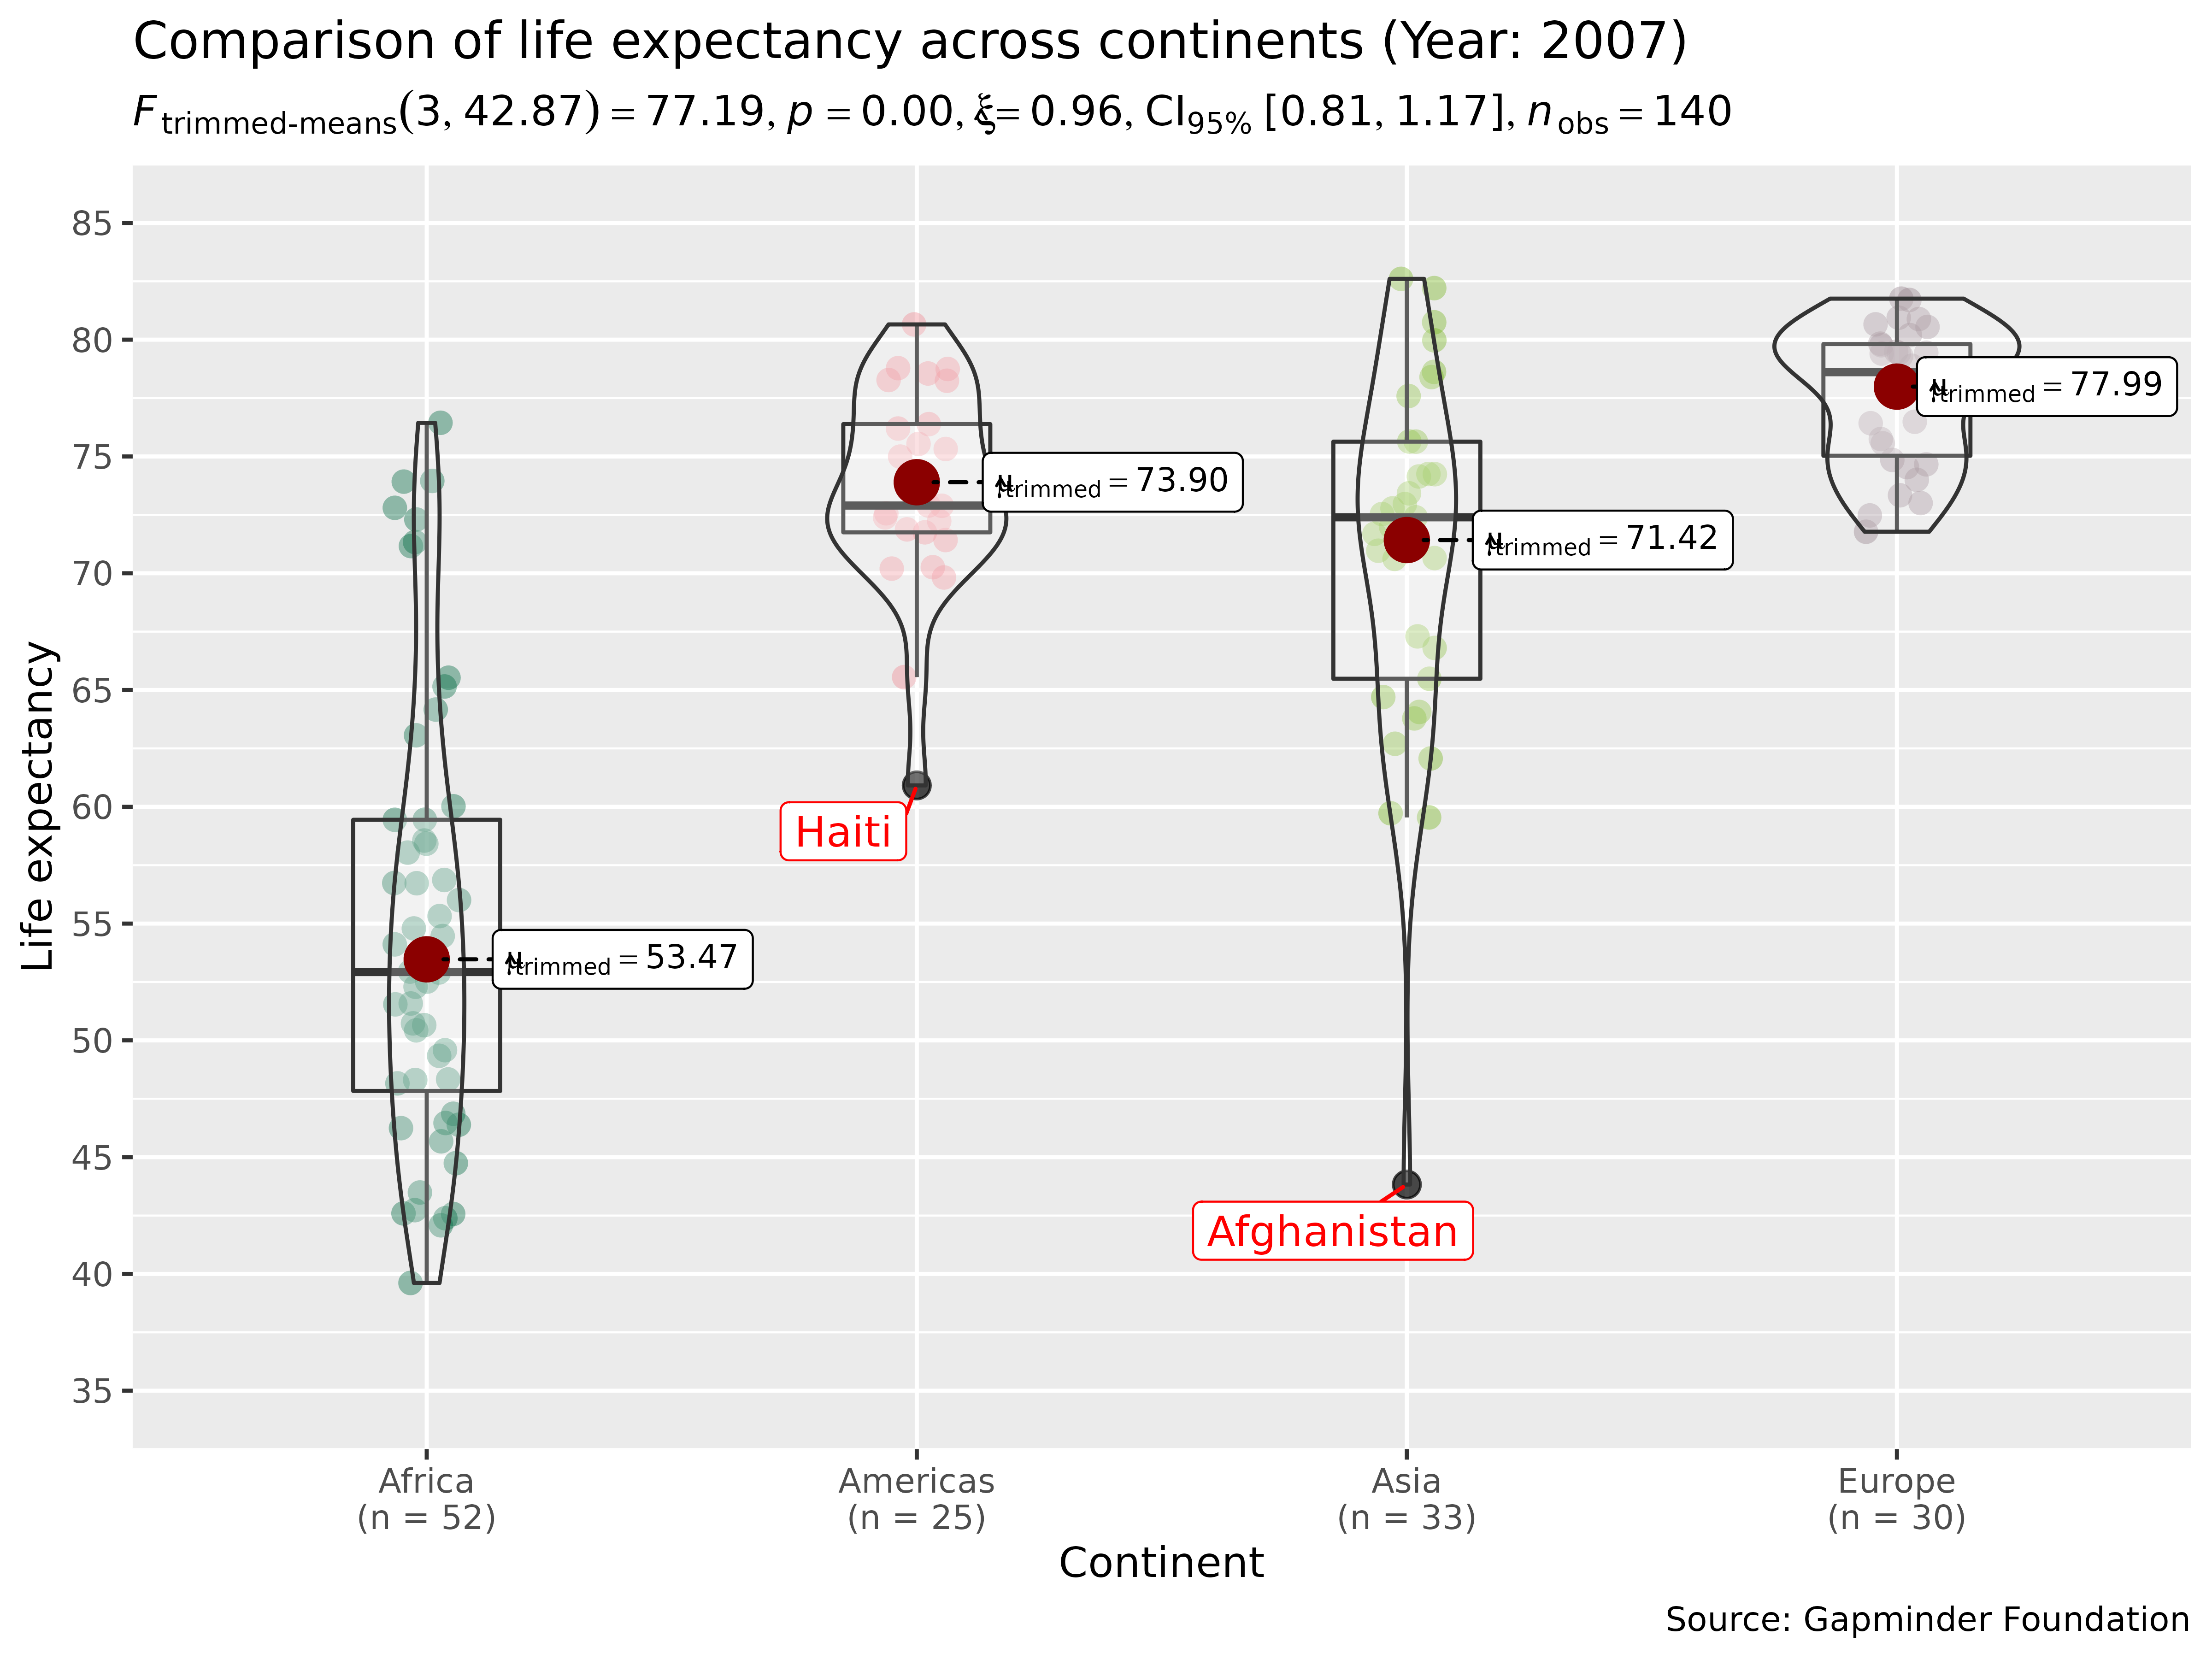 Comparison of life expectancy across continents (Year: 2007)
F trimmed-means(3, 42.87) = 77.19, p = 0.00, ξ̂ = 0.96, CI95% [0.81, 1.17], nobs = 140
Life expectancy
85
80
75
70
65
60
55
50
45
40
35
μ̂trimmed = 77.99
μ̂trimmed = 73.90
μ̂trimmed = 71.42
Haiti
μ̂trimmed = 53.47
Afghanistan
Africa
(n = 52)
Americas
(n = 25)
Asia
(n = 33)
Europe
(n = 30)
Continent
Source: Gapminder Foundation